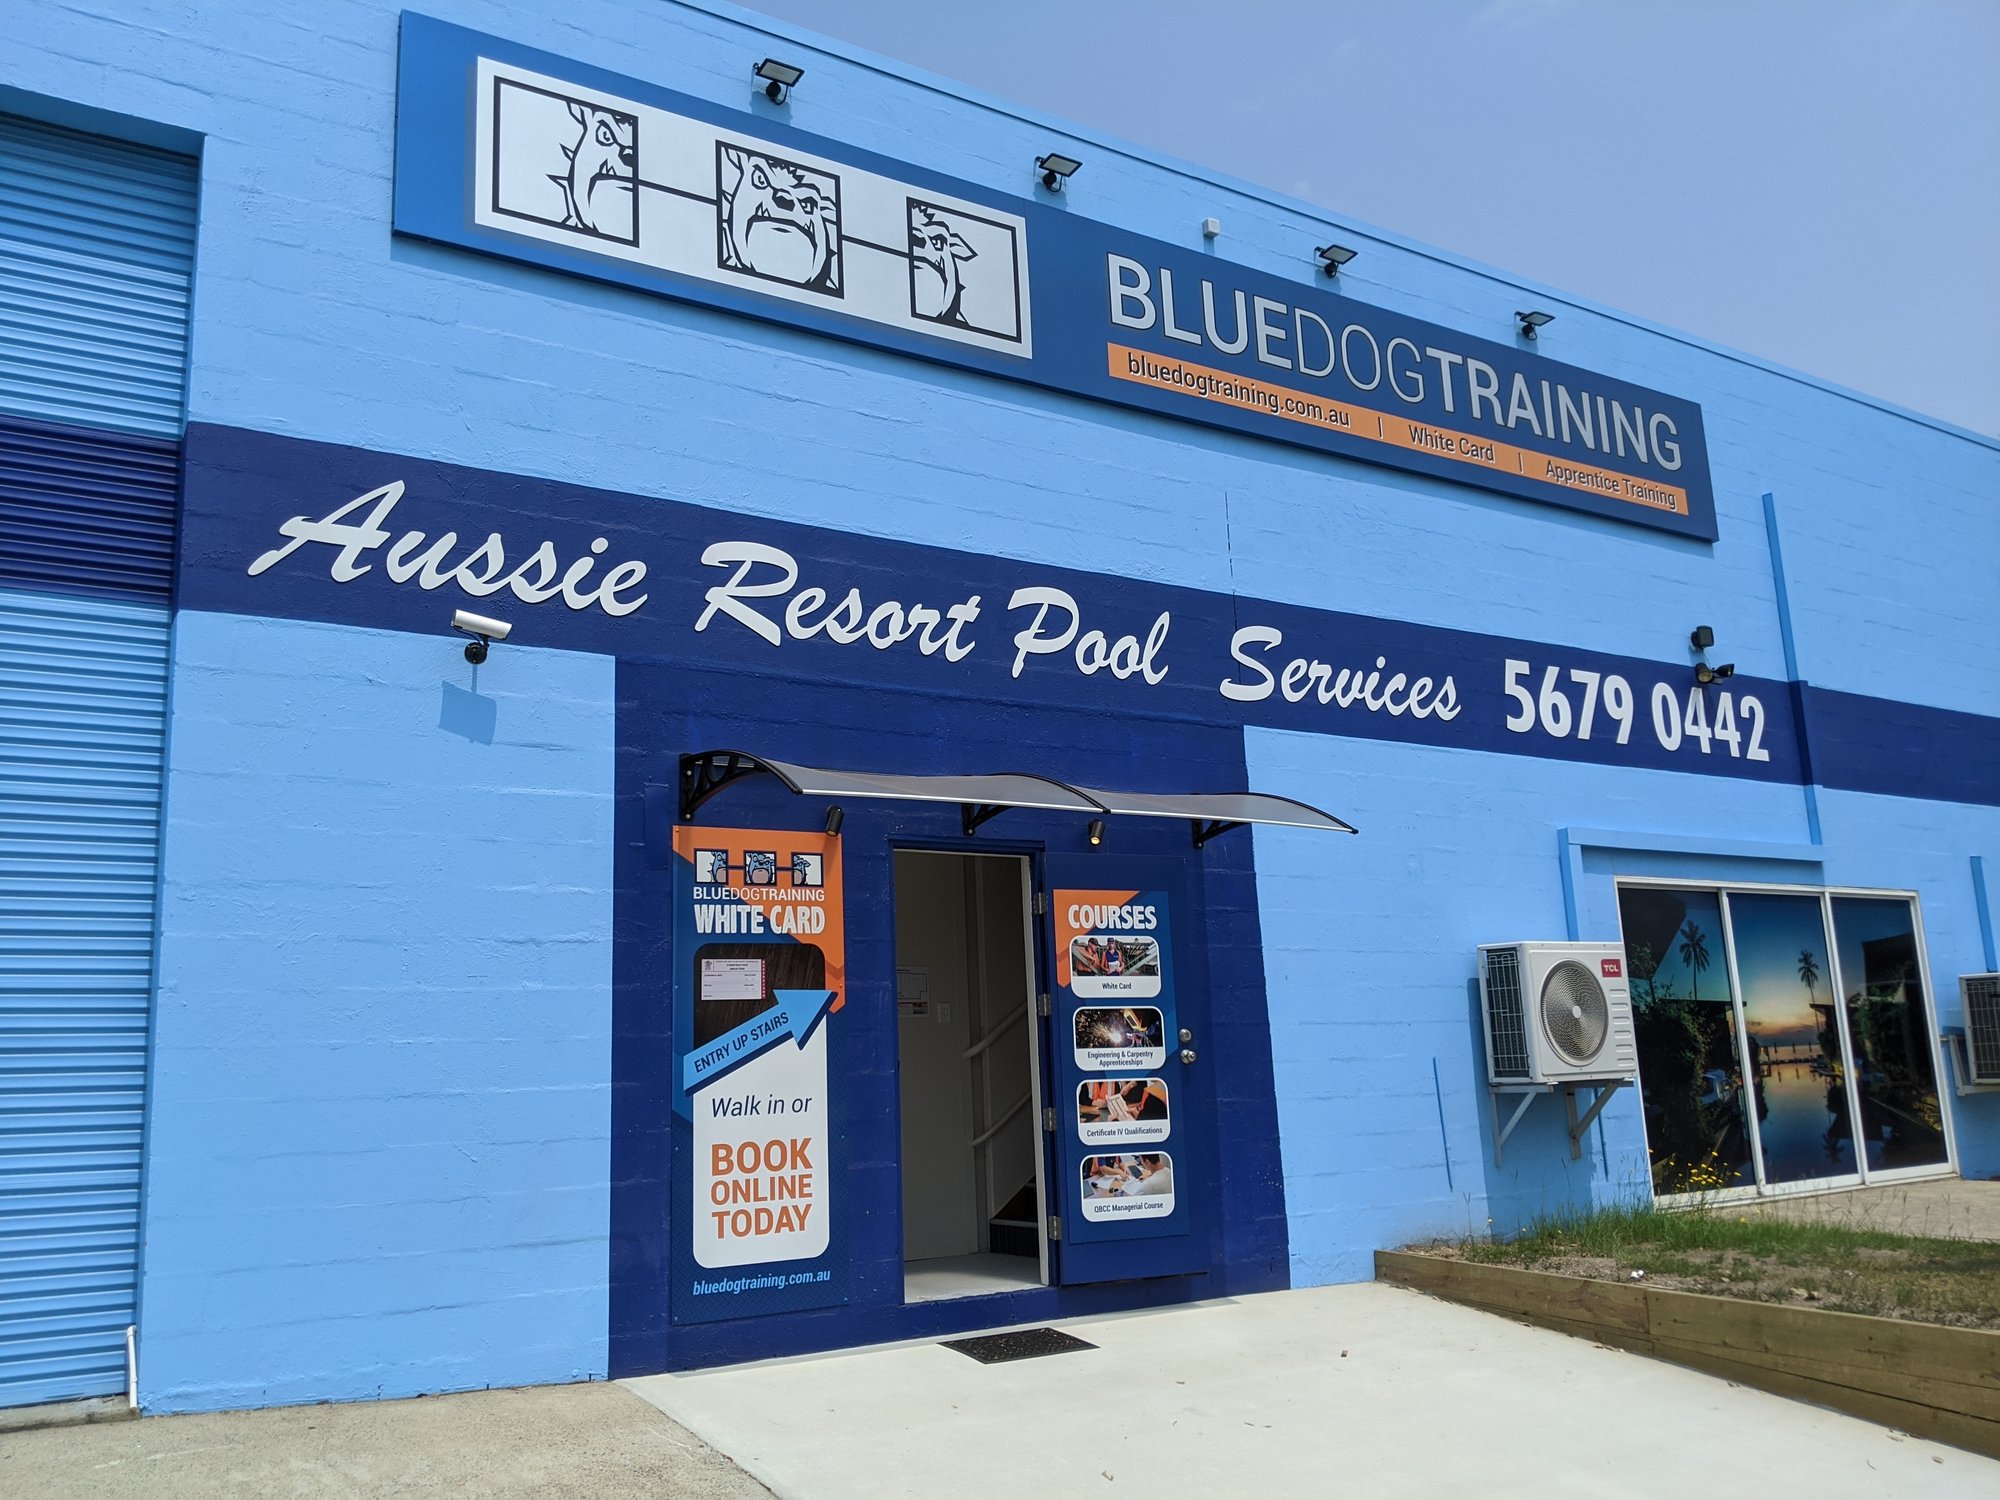 BLUEDOGTRAINING
bluedogtraining.com.au | White Card | Apprentice Training
Aussie Resort Pool Services 5679 0442
BLUEDOGTRAINING
WHITE CARD
CONSTRUCTION
INDUCTION
ENTRY UP STAIRS
Walk in or
BOOK
ONLINE
TODAY
bluedogtraining.com.au
COURSES
White Card
Engineering & Carpentry
Apprenticeships
Certificate IV Qualifications
QBCC Managerial Course
TCL